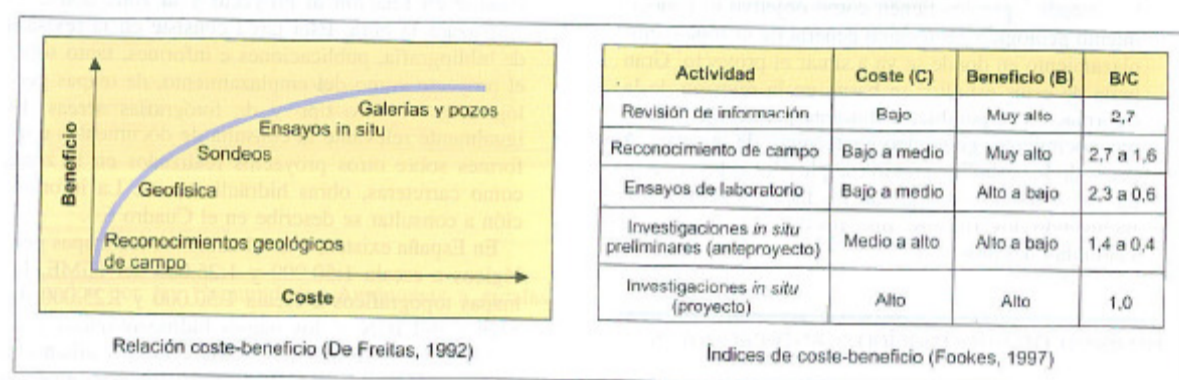 Beneficio
Galerías y pozos
Ensayos in situ
Sondeos
Geofísica
Reconocimientos geológicos
de campo
Coste
Relación coste-beneficio (De Freitas, 1992)
Actividad Coste (C) Beneficio (B) B/C
Revisión de información Bajo Muy alto 2,7
Reconocimiento de campo Bajo a medio Muy alto 2,7 a 1,6
Ensayos de laboratorio Bajo a medio Alto a bajo 2,3 a 0,6
Investigaciones in situ
preliminares (anteproyecto) Medio a alto Alto a bajo 1,4 a 0,4
Investigaciones in situ
(proyecto) Alto Alto 1,0
Índices de coste-beneficio (Fookes, 1997)